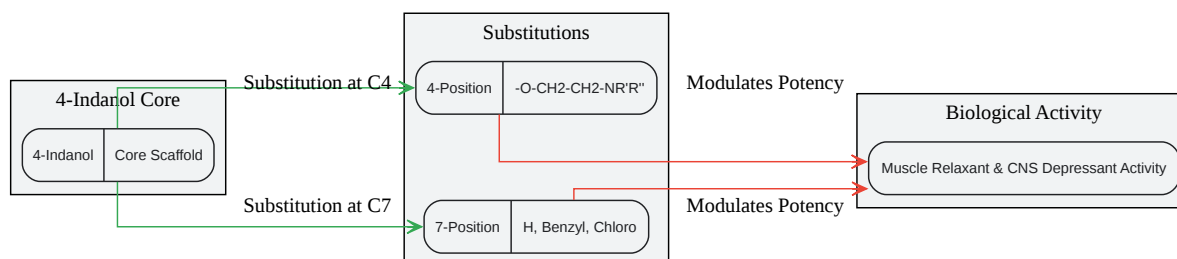 4-Indanol Core
4-Indanol
Core Scaffold
Substitution at C4
Substitution at C7
Substitutions
4-Position
-O-CH2-CH2-NR'R"
7-Position
H, Benzyl, Chloro
Modulates Potency
Modulates Potency
Biological Activity
Muscle Relaxant & CNS Depressant Activity